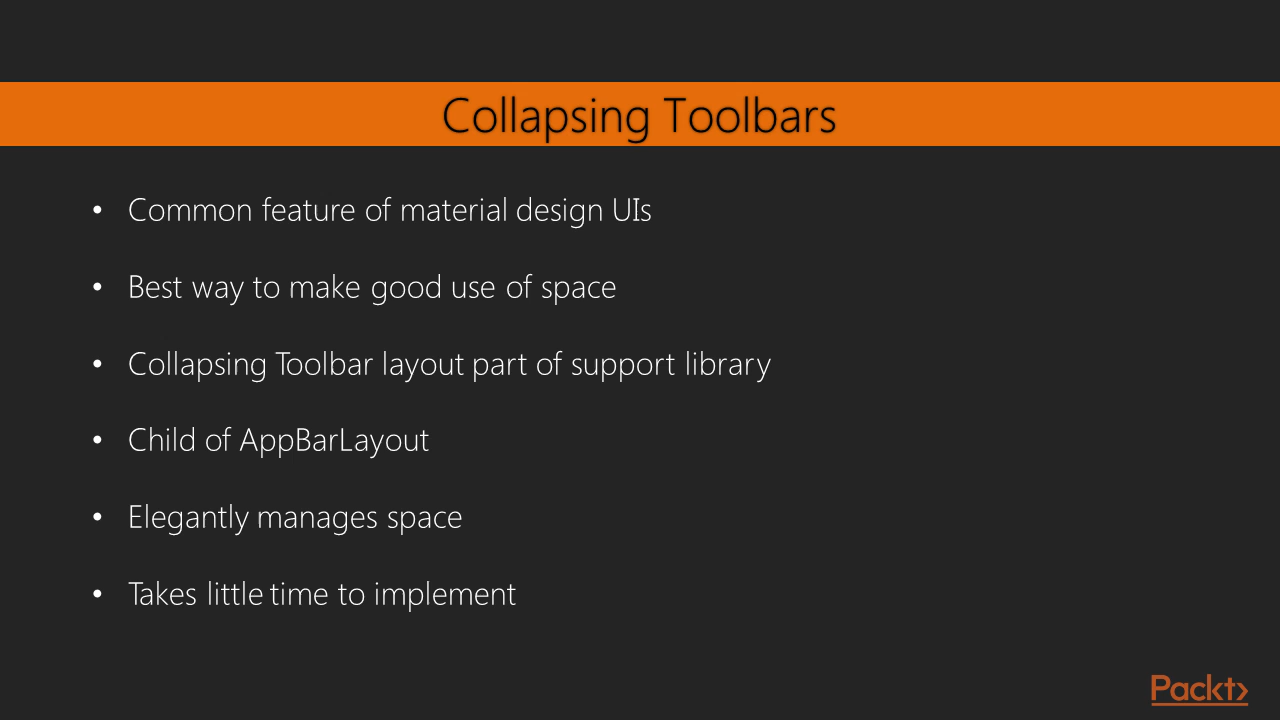 Collapsing Toolbars
• Common feature of material design UIs
• Best way to make good use of space
• Collapsing Toolbar layout part of support library
• Child of AppBarLayout
• Elegantly manages space
• Takes little time to implement
Packt>